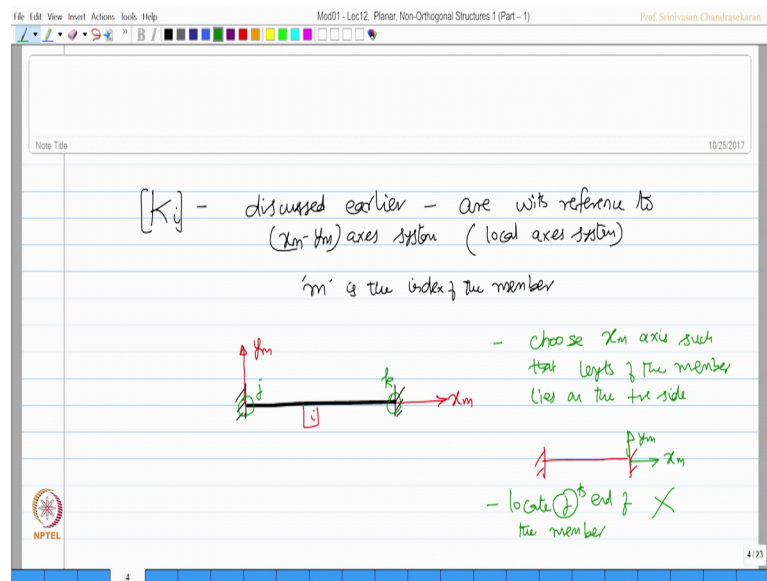 File Edit View Insert Actions Tools Help
Mod01 - Lec12, Planar, Non-Orthogonal Structures 1 (Part – 1)
Prof. Srinivasan Chandrasekaran
B I
Note Title
10/25/2017
[Ki] - discussed earlier - are with reference to
(xm-ym) axes system (local axes system)
'm' is the index of the member
ym
j
k
xm
i
- choose xm axis such
that length of the member
lies on the +ve side
ym
xm
- locate jth end of
the member
X
NPTEL
4 / 23
4